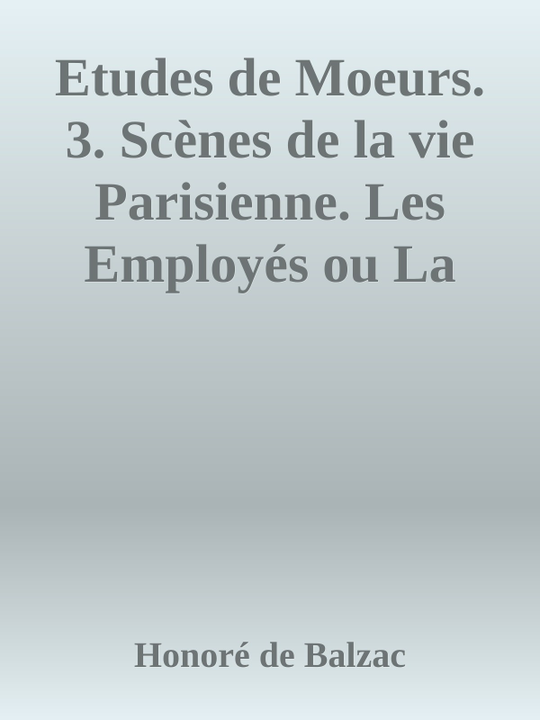 Etudes de Moeurs.
3. Scènes de la vie
Parisienne. Les
Employés ou La
Honoré de Balzac